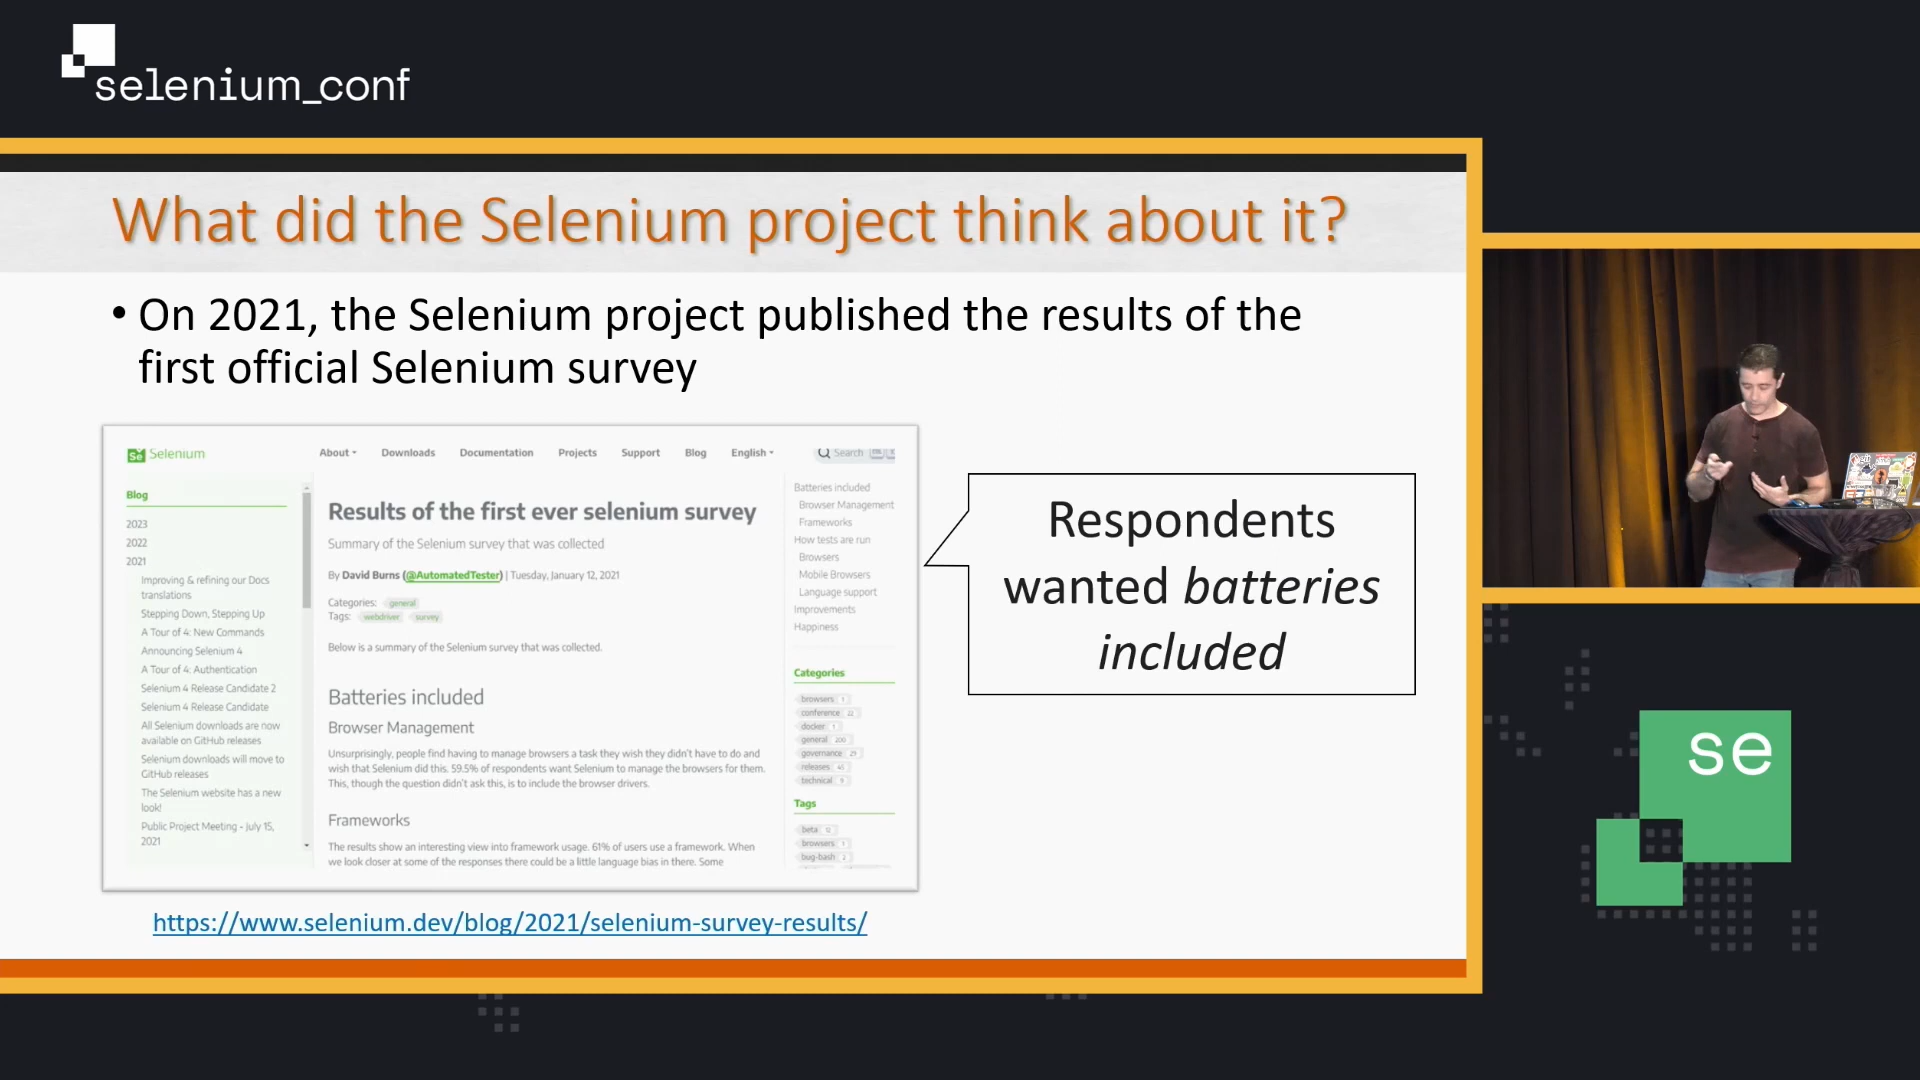 selenium_conf
What did the Selenium project think about it?
• On 2021, the Selenium project published the results of the
first official Selenium survey
Se Selenium
About Downloads Documentation Projects Support Blog English Search
Blog
2023
2022
2021
Improving & refining our Docs
translations
Stepping Down, Stepping Up
A Tour of 4: New Commands
Announcing Selenium 4
A Tour of 4: Authentication
Selenium 4 Release Candidate 2
Selenium 4 Release Candidate
All Selenium downloads are now
available on GitHub releases
Selenium downloads will move to
GitHub releases
The Selenium website has a new
look!
Public Project Meeting - July 15,
2021
Results of the first ever selenium survey
Summary of the Selenium survey that was collected
By David Burns (@AutomatedTester) | Tuesday, January 12, 2021
Categories: general
Tags: webdriver survey
Below is a summary of the Selenium survey that was collected.
Batteries included
Browser Management
Unsurprisingly, people find having to manage browsers a task they wish they didn't have to do and
wish that Selenium did this. 59.5% of respondents want Selenium to manage the browsers for them.
This, though the question didn't ask this, is to include the browser drivers.
Frameworks
The results show an interesting view into framework usage. 61% of users use a framework. When
we look closer at some of the responses there could be a little language bias in there. Some
Batteries included
Browser Management
Frameworks
How tests are run
Browsers
Mobile Browsers
Language support
Improvements
Happiness
Categories
browsers 1
conference 22
docker 1
general 200
governance 29
releases 45
technical 9
Tags
beta 12
browsers 1
bug-bash 2
Respondents
wanted batteries
included
https://www.selenium.dev/blog/2021/selenium-survey-results/
se